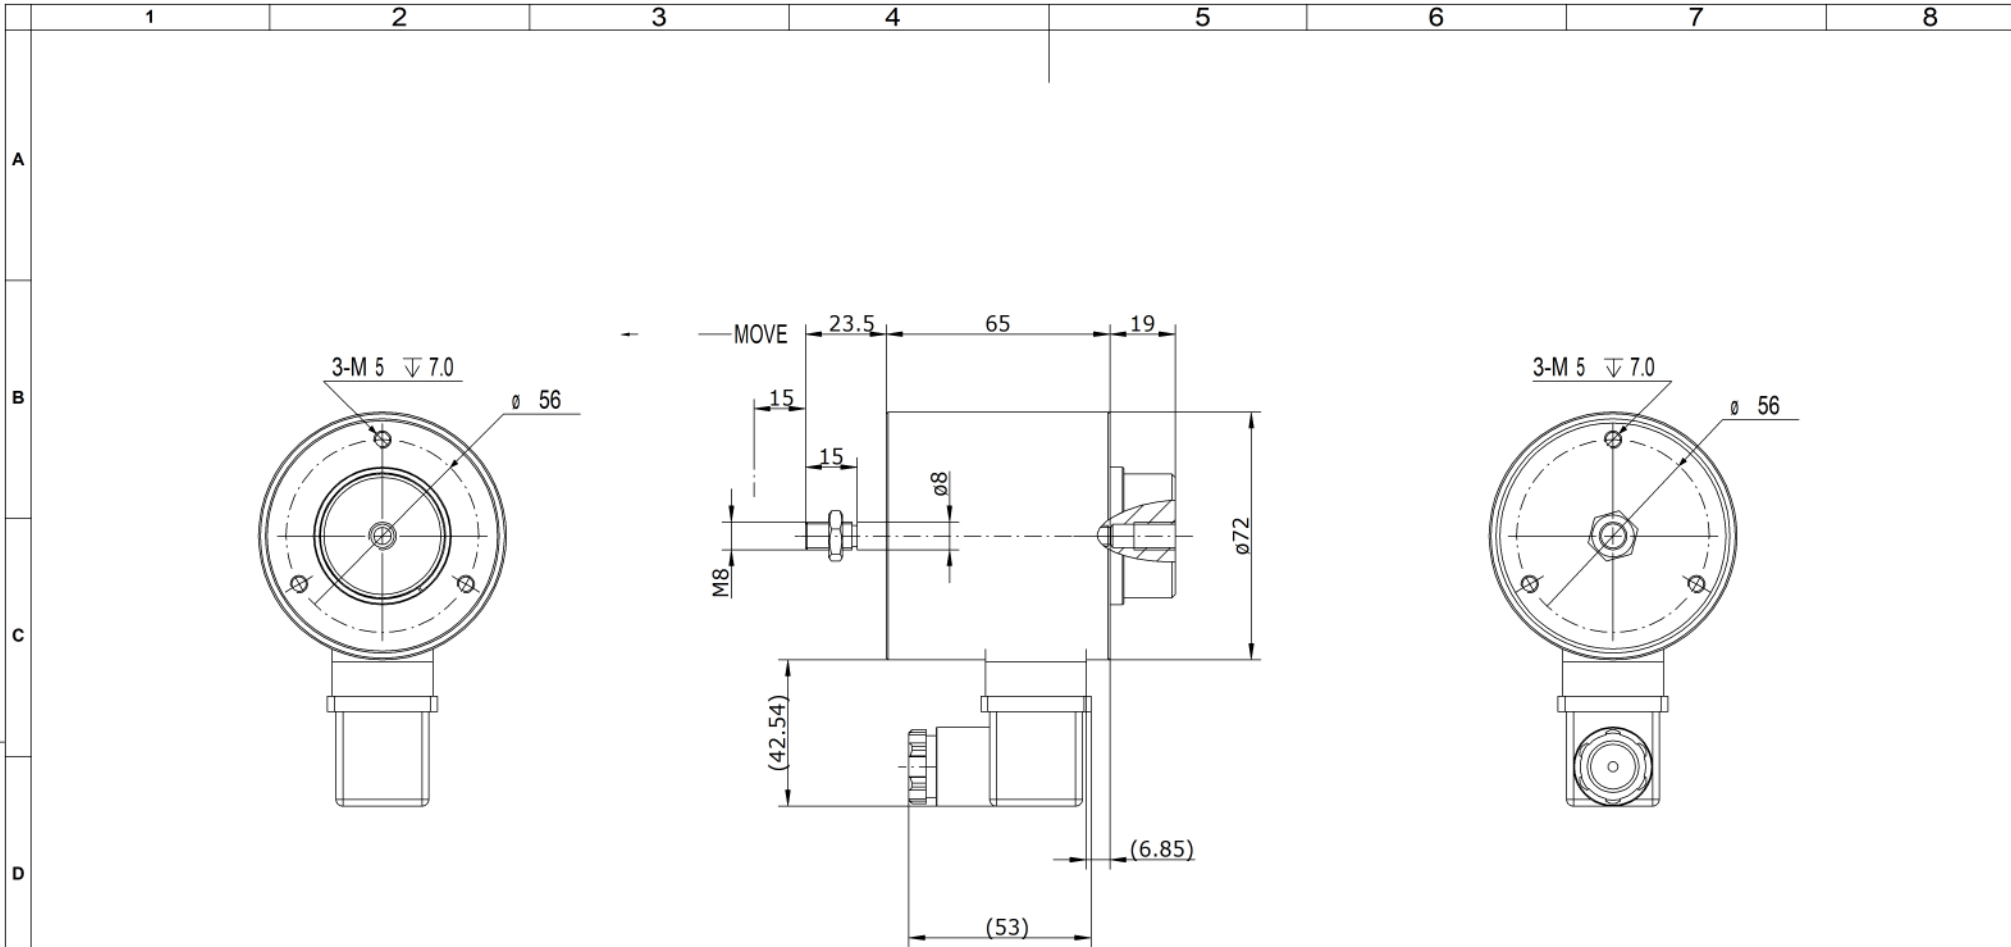 1 2 3 4 5 6 7 8
A
B
C
D
3-M 5 ↧ 7.0
ø 56
MOVE
23.5
65
19
15
15
ø8
M8
ø72
(42.54)
(6.85)
(53)
3-M 5 ↧ 7.0
ø 56